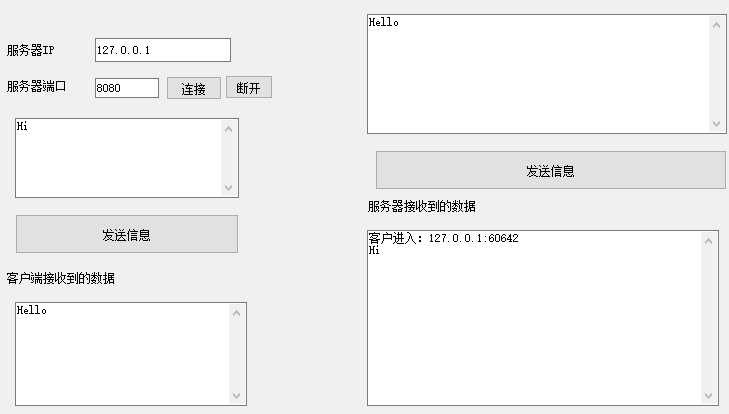 服务器IP 127.0.0.1
服务器端口 8080 连接 断开
Hi
发送信息
客户端接收到的数据
Hello
Hello
发送信息
服务器接收到的数据
客户进入：127.0.0.1:60642
Hi